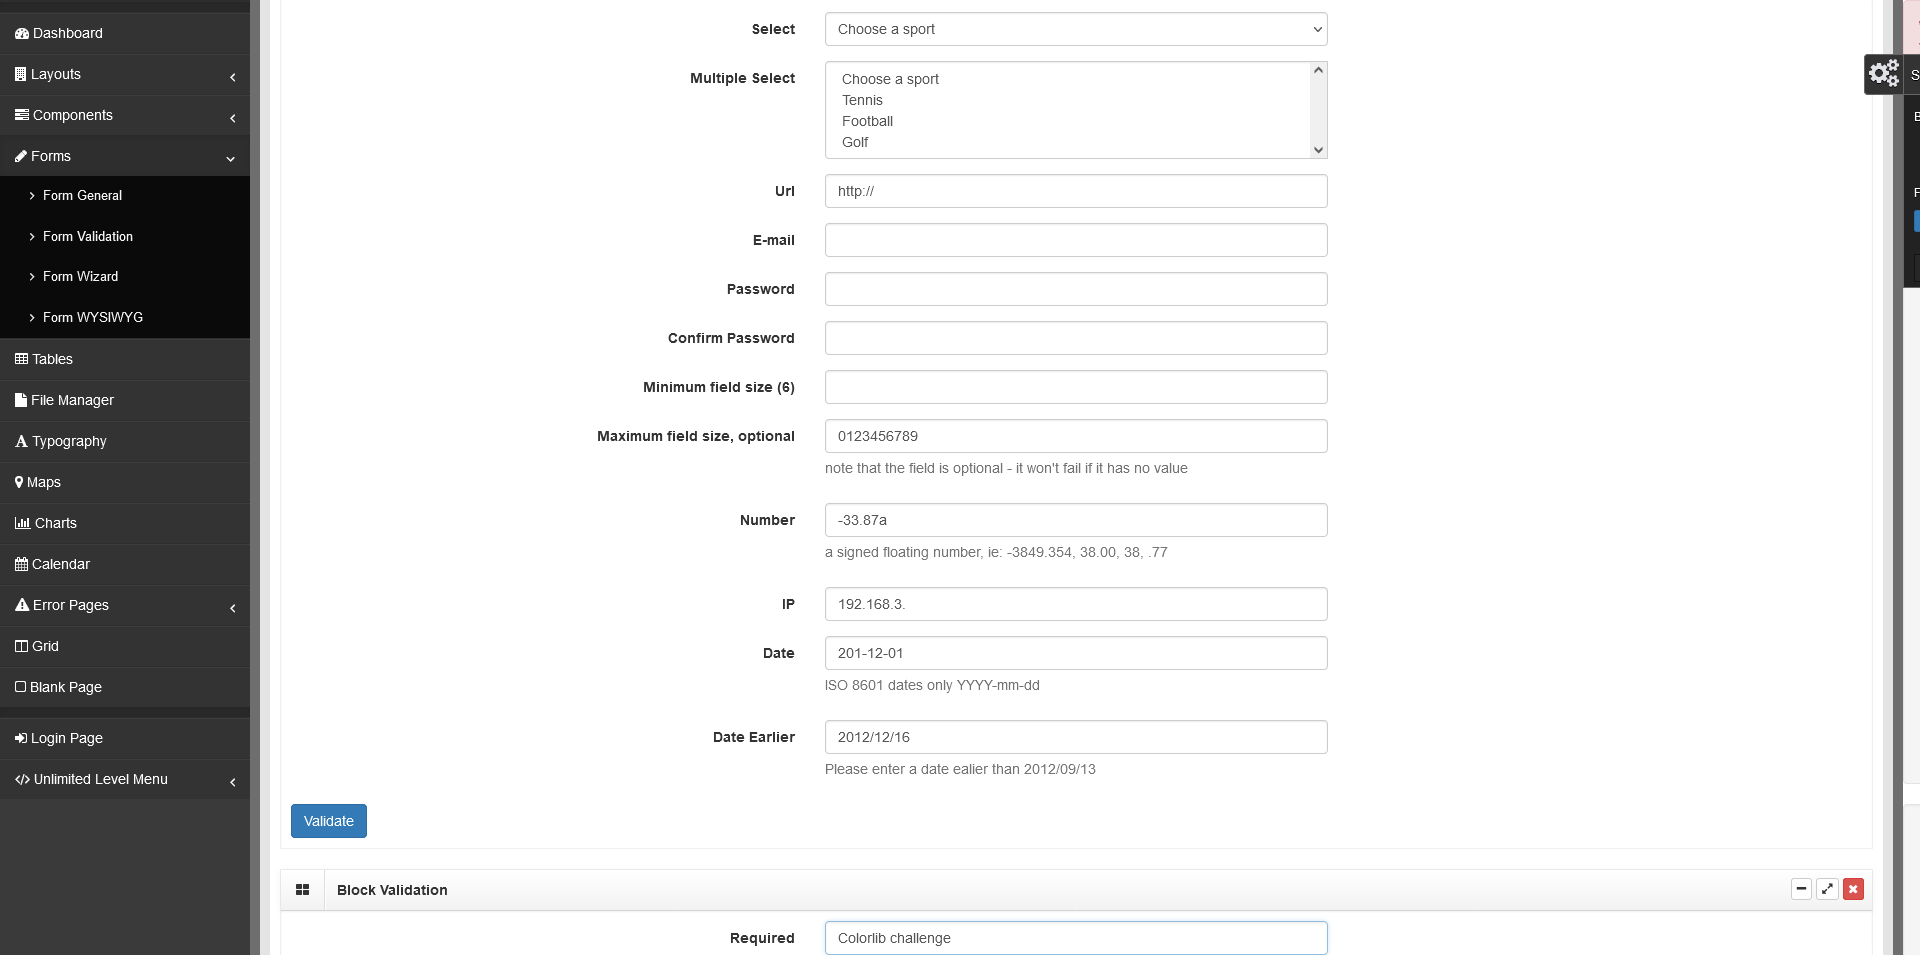 Dashboard
Layouts
Components
Forms
Form General
Form Validation
Form Wizard
Form WYSIWYG
Tables
File Manager
Typography
Maps
Charts
Calendar
Error Pages
Grid
Blank Page
Login Page
Unlimited Level Menu
Select
Choose a sport
Multiple Select
Choose a sport
Tennis
Football
Golf
Url
http://
E-mail
Password
Confirm Password
Minimum field size (6)
Maximum field size, optional
0123456789
note that the field is optional - it won't fail if it has no value
Number
-33.87a
a signed floating number, ie: -3849.354, 38.00, 38, .77
IP
192.168.3.
Date
201-12-01
ISO 8601 dates only YYYY-mm-dd
Date Earlier
2012/12/16
Please enter a date ealier than 2012/09/13
Validate
Block Validation
Required
Colorlib challenge